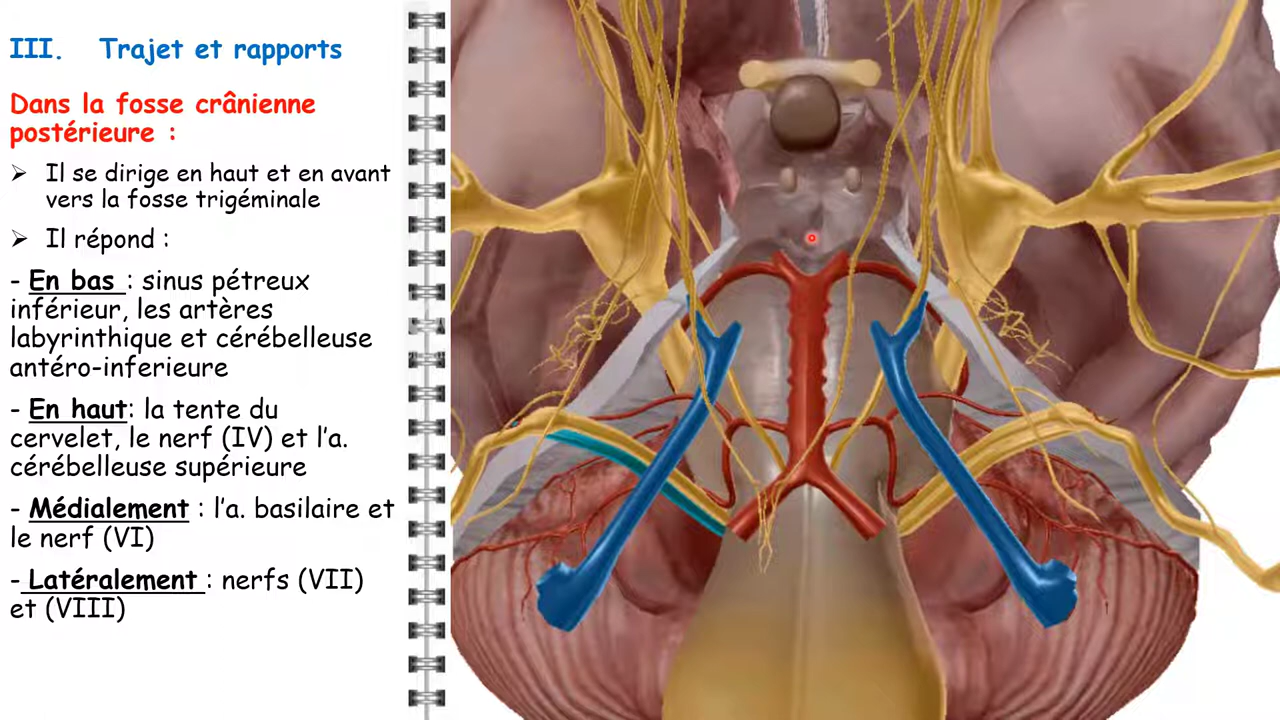 III. Trajet et rapports
Dans la fosse crânienne
postérieure :
➢ Il se dirige en haut et en avant
vers la fosse trigéminale
➢ Il répond :
- En bas : sinus pétreux
inférieur, les artères
labyrinthique et cérébelleuse
antéro-inferieure
- En haut: la tente du
cervelet, le nerf (IV) et l’a.
cérébelleuse supérieure
- Médialement : l’a. basilaire et
le nerf (VI)
- Latéralement : nerfs (VII)
et (VIII)